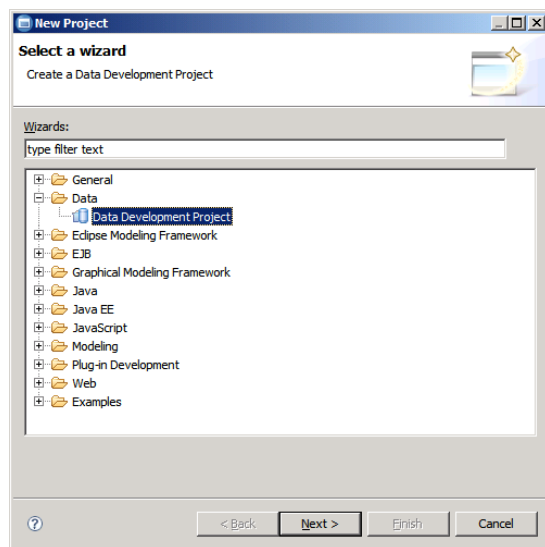 New Project
Select a wizard
Create a Data Development Project
Wizards:
type filter text
General
Data
Data Development Project
Eclipse Modeling Framework
EJB
Graphical Modeling Framework
Java
Java EE
JavaScript
Modeling
Plug-in Development
Web
Examples
?
< Back
Next >
Finish
Cancel